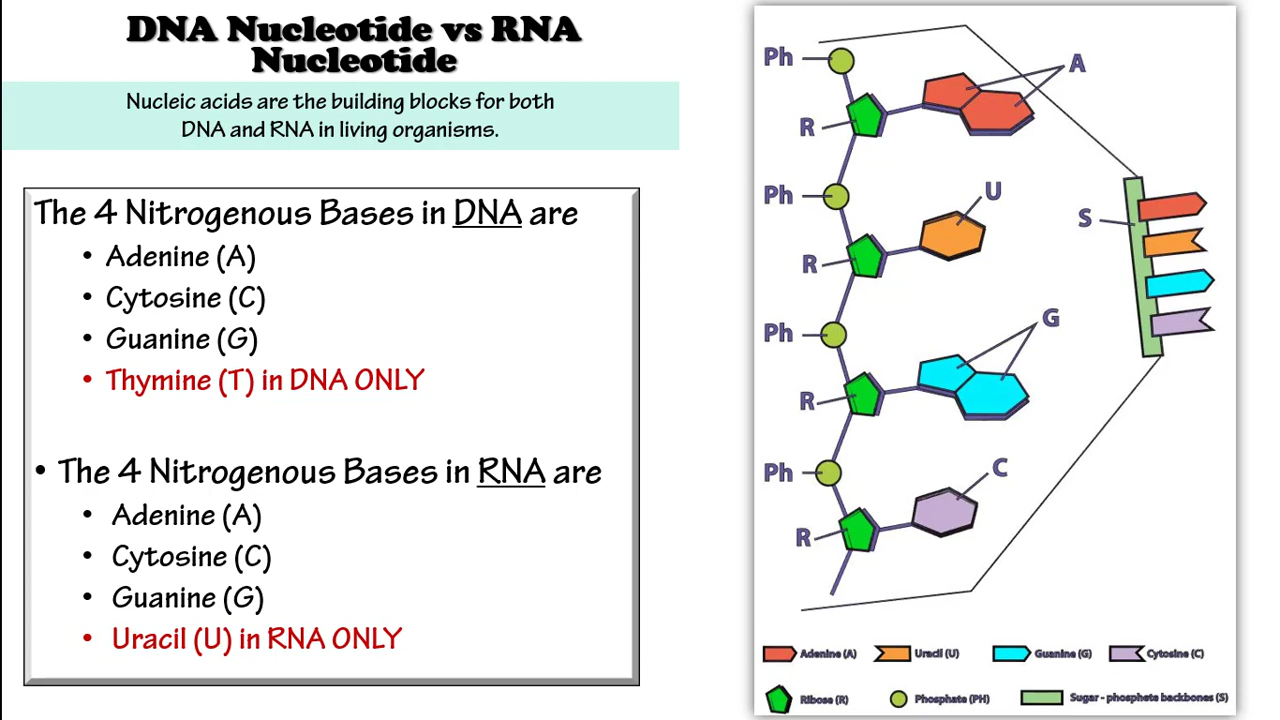 DNA Nucleotide vs RNA
Nucleotide
Nucleic acids are the building blocks for both
DNA and RNA in living organisms.
The 4 Nitrogenous Bases in DNA are
• Adenine (A)
• Cytosine (C)
• Guanine (G)
• Thymine (T) in DNA ONLY
• The 4 Nitrogenous Bases in RNA are
• Adenine (A)
• Cytosine (C)
• Guanine (G)
• Uracil (U) in RNA ONLY
Ph
A
R
Ph
U
S
R
Ph
G
R
Ph
C
R
Adenine (A)
Uracil (U)
Guanine (G)
Cytosine (C)
Ribose (R)
Phosphate (PH)
Sugar - phosphete backbones (S)